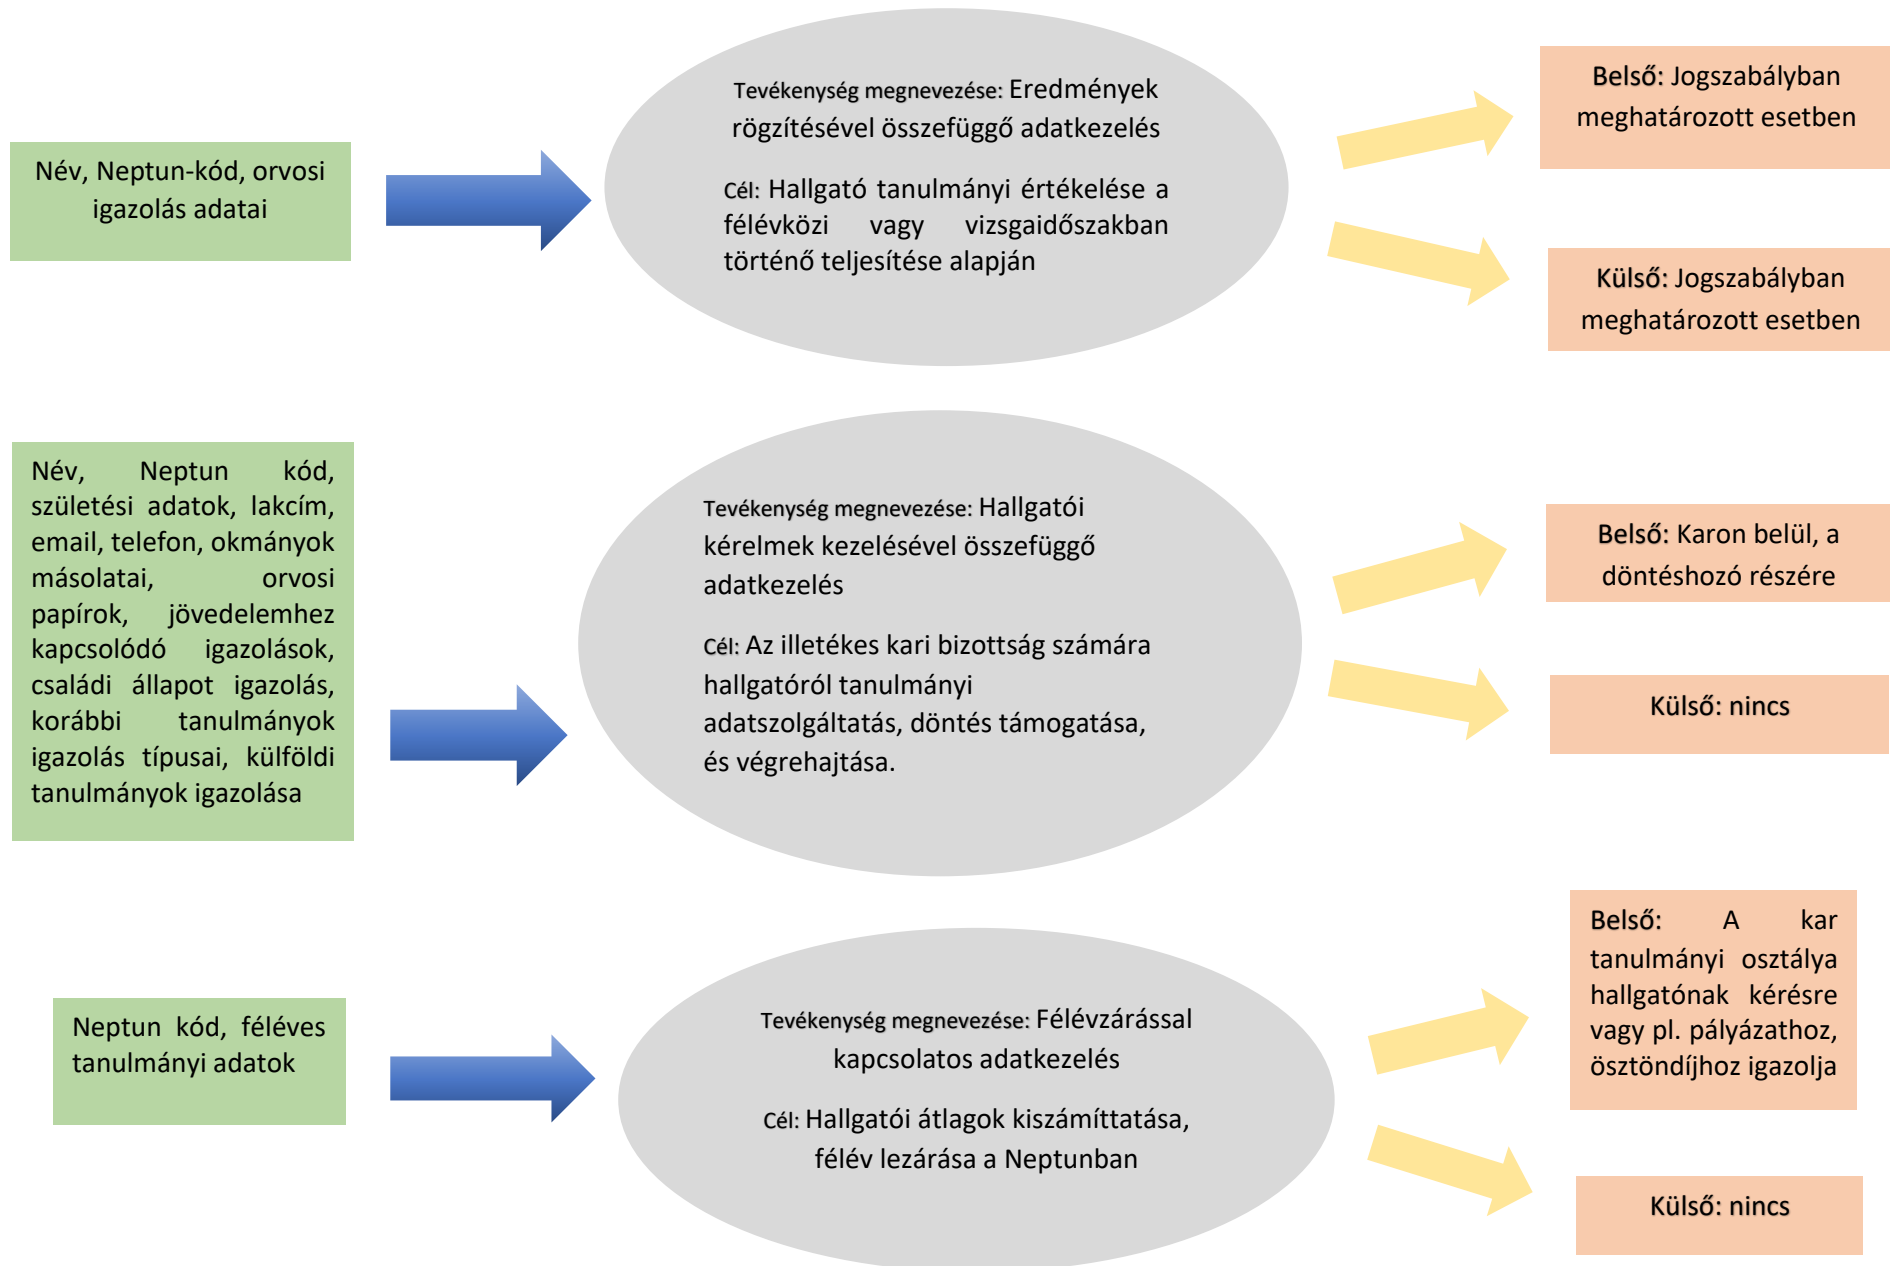 Név, Neptun-kód, orvosi
igazolás adatai
Tevékenység megnevezése: Eredmények
rögzítésével összefüggő adatkezelés
Cél: Hallgató tanulmányi értékelése a
félévközi vagy vizsgaidőszakban
történő teljesítése alapján
Belső: Jogszabályban
meghatározott esetben
Külső: Jogszabályban
meghatározott esetben
Név, Neptun kód,
születési adatok, lakcím,
email, telefon, okmányok
másolatai, orvosi
papírok, jövedelemhez
kapcsolódó igazolások,
családi állapot igazolás,
korábbi tanulmányok
igazolás típusai, külföldi
tanulmányok igazolása
Tevékenység megnevezése: Hallgatói
kérelmek kezelésével összefüggő
adatkezelés
Cél: Az illetékes kari bizottság számára
hallgatóról tanulmányi
adatszolgáltatás, döntés támogatása,
és végrehajtása.
Belső: Karon belül, a
döntéshozó részére
Külső: nincs
Neptun kód, féléves
tanulmányi adatok
Tevékenység megnevezése: Félévzárással
kapcsolatos adatkezelés
Cél: Hallgatói átlagok kiszámíttatása,
félév lezárása a Neptunban
Belső: A kar
tanulmányi osztálya
hallgatónak kérésre
vagy pl. pályázathoz,
ösztöndíjhoz igazolja
Külső: nincs